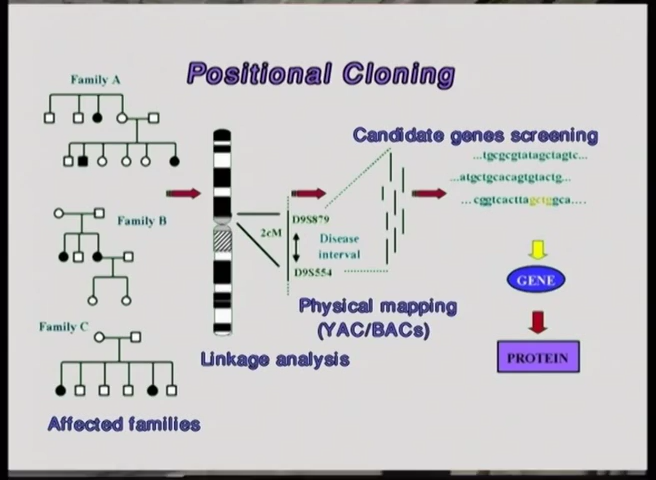 Positional Cloning
Family A
Candidate genes screening
...tgcgcgtatagctagtc...
...atgctgcacagtgtactg...
... cggtcacttagctggca....
Family B
D9S879
2cM
Disease
interval
D9S554
GENE
Physical mapping
(YAC/BACs)
Family C
PROTEIN
Linkage analysis
Affected families